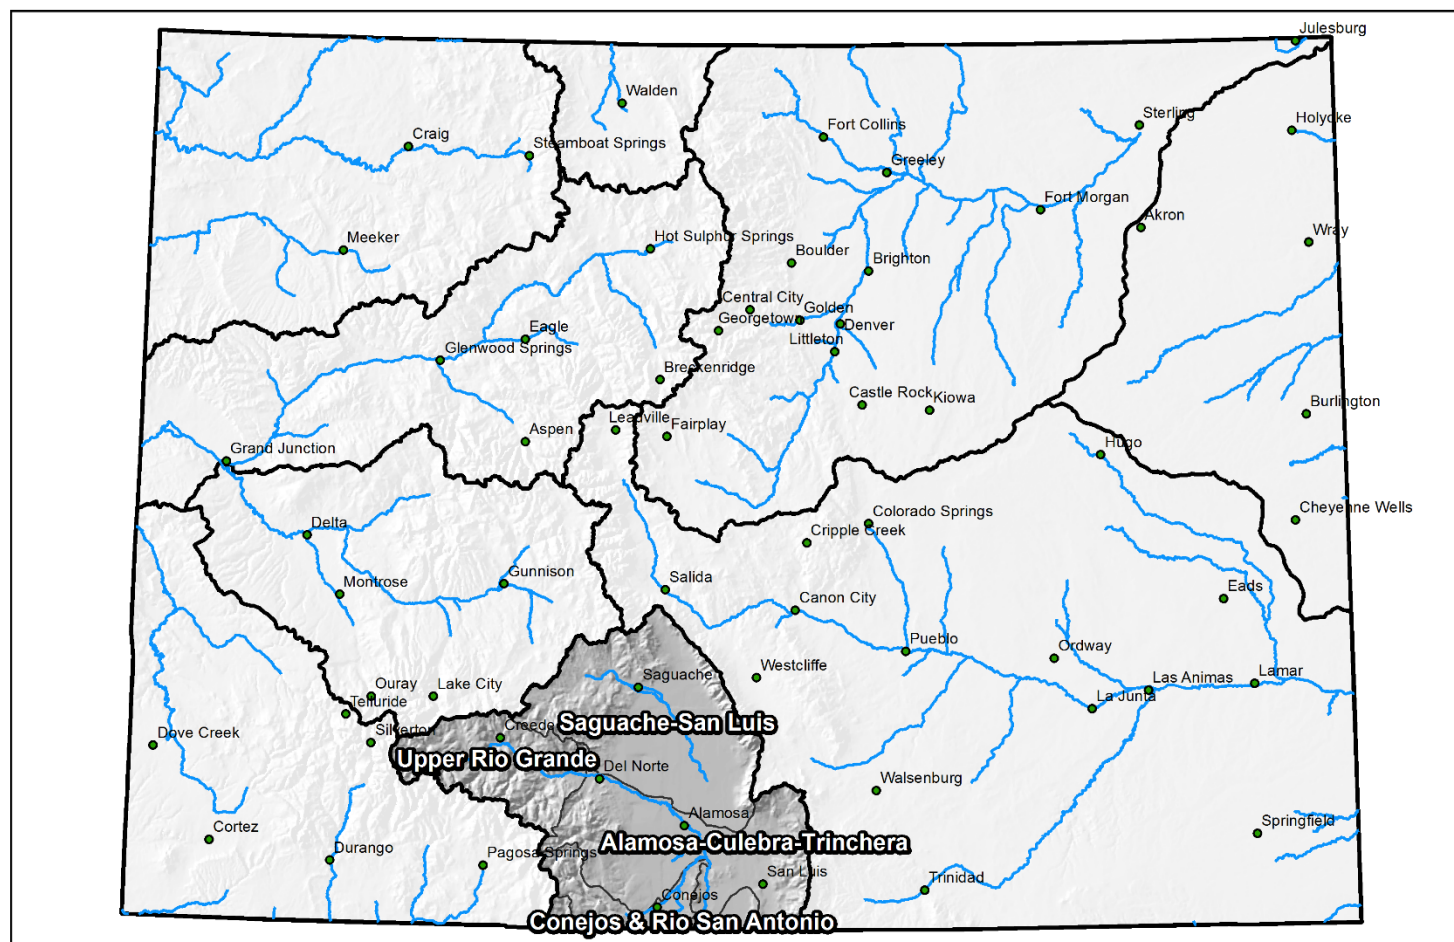 Julesburg
Walden
Sterling
Holyoke
Fort Collins
Craig
Steamboat Springs
Greeley
Fort Morgan
Akron
Wray
Meeker
Hot Sulphur Springs
Boulder
Brighton
Central City
Georgetown
Golden
Denver
Eagle
Littleton
Glenwood Springs
Breckenridge
Castle Rock
Kiowa
Burlington
Leadville
Fairplay
Aspen
Hugo
Grand Junction
Cheyenne Wells
Delta
Colorado Springs
Cripple Creek
Gunnison
Montrose
Salida
Canon City
Eads
Pueblo
Ordway
Westcliffe
Saguache
Las Animas
Lamar
Ouray
Lake City
Telluride
La Junta
Saguache-San Luis
Creede
Silverton
Dove Creek
Upper Rio Grande
Del Norte
Walsenburg
Alamosa
Cortez
Springfield
Alamosa-Culebra-Trinchera
Durango
Pagosa Springs
San Luis
Trinidad
Conejos
Conejos & Rio San Antonio